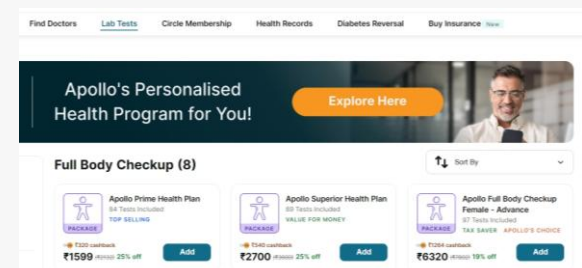 Find Doctors Lab Tests Circle Membership Health Records Diabetes Reversal Buy Insurance New
Apollo's Personalised
Health Program for You!
Explore Here
Full Body Checkup (8)
Sort By
Apollo Prime Health Plan
84 Tests Included
TOP SELLING
PACKAGE
₹320 cashback
₹1599 25% off
Add
Apollo Superior Health Plan
89 Tests Included
VALUE FOR MONEY
PACKAGE
₹540 cashback
₹2700 25% off
Add
Apollo Full Body Checkup
Female - Advance
87 Tests Included
TAX SAVER APOLLO'S CHOICE
PACKAGE
₹1264 cashback
₹6320 19% off
Add